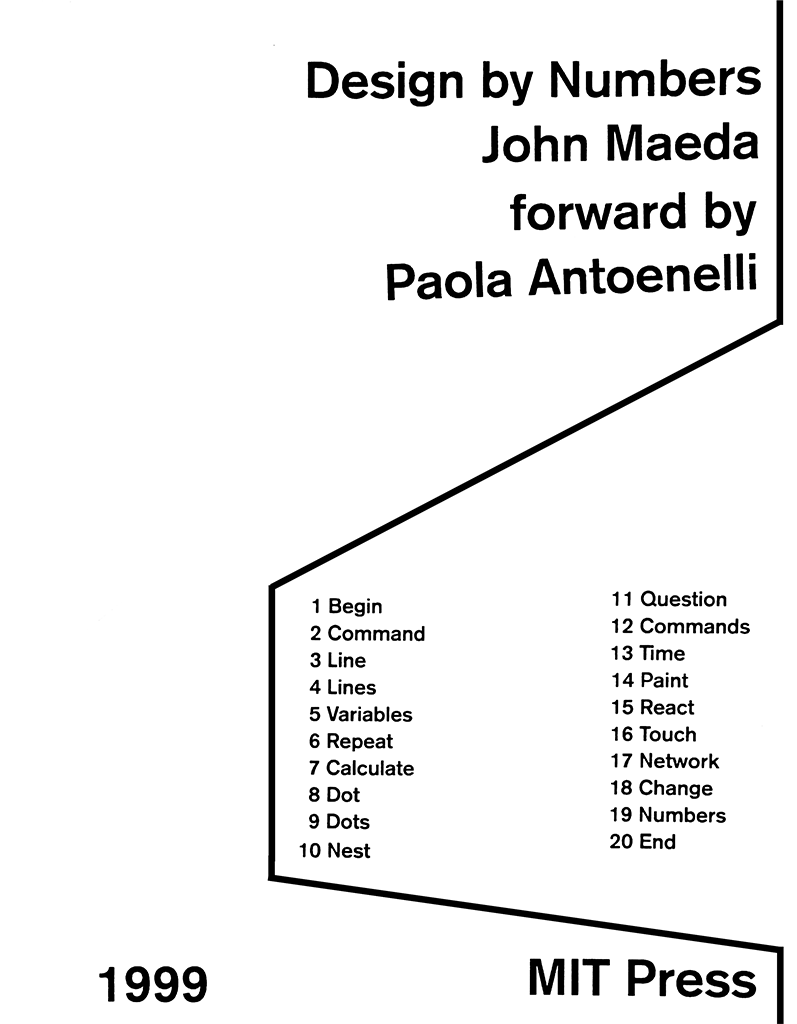 Design by Numbers
John Maeda
forward by
Paola Antoenelli
1 Begin
2 Command
3 Line
4 Lines
5 Variables
6 Repeat
7 Calculate
8 Dot
9 Dots
10 Nest
11 Question
12 Commands
13 Time
14 Paint
15 React
16 Touch
17 Network
18 Change
19 Numbers
20 End
1999
MIT Press